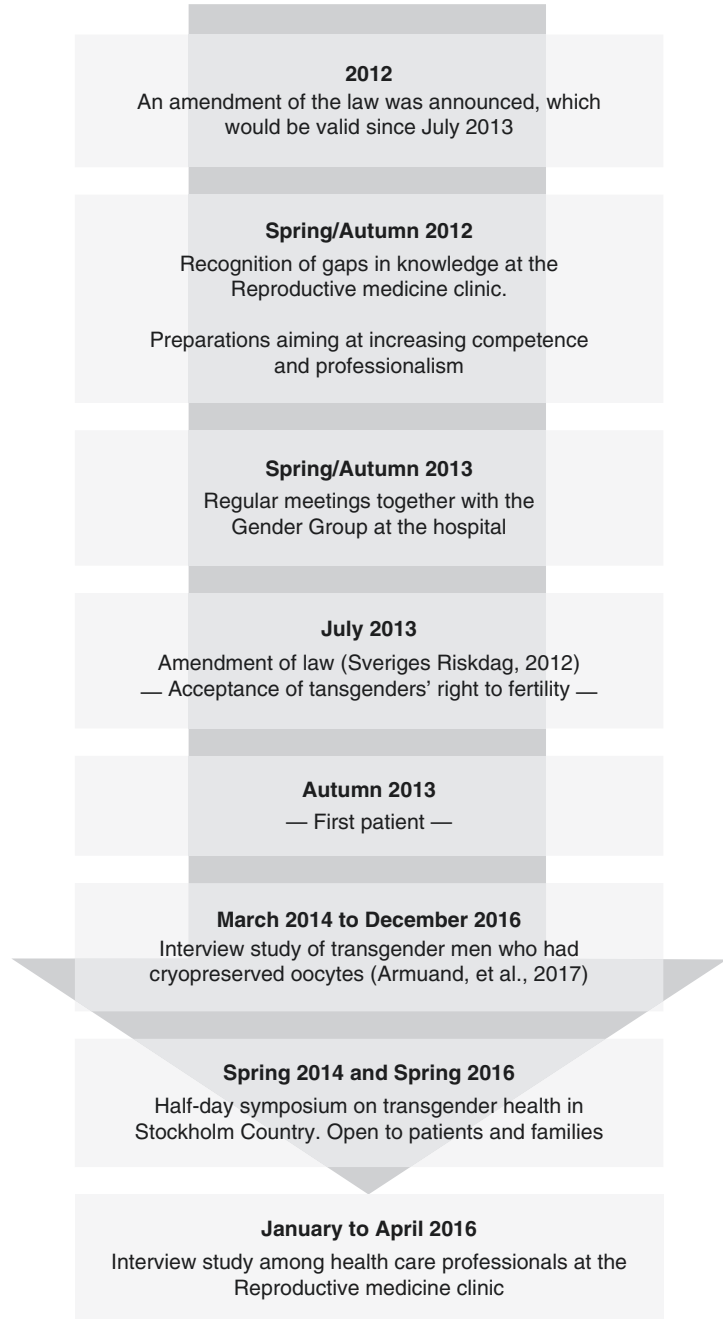 2012
An amendment of the law was announced, which
would be valid since July 2013
Spring/Autumn 2012
Recognition of gaps in knowledge at the
Reproductive medicine clinic.
Preparations aiming at increasing competence
and professionalism
Spring/Autumn 2013
Regular meetings together with the
Gender Group at the hospital
July 2013
Amendment of law (Sveriges Riskdag, 2012)
— Acceptance of tansgenders’ right to fertility —
Autumn 2013
— First patient —
March 2014 to December 2016
Interview study of transgender men who had
cryopreserved oocytes (Armuand, et al., 2017)
Spring 2014 and Spring 2016
Half-day symposium on transgender health in
Stockholm Country. Open to patients and families
January to April 2016
Interview study among health care professionals at the
Reproductive medicine clinic